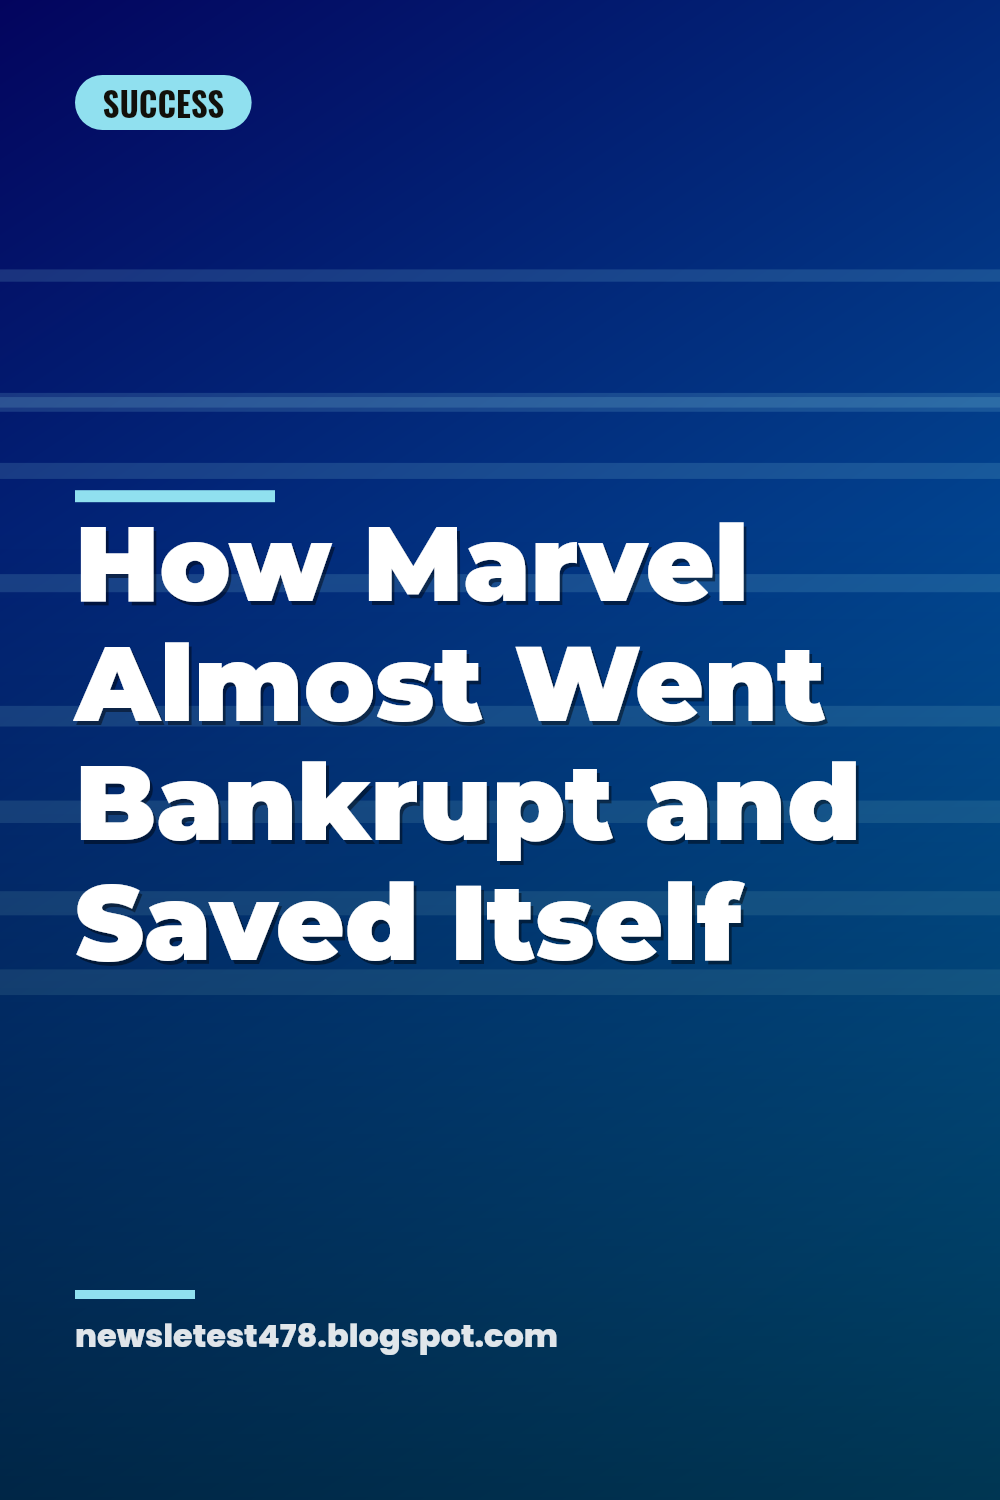 SUCCESS
How Marvel
Almost Went
Bankrupt and
Saved Itself
newsletest478.blogspot.com